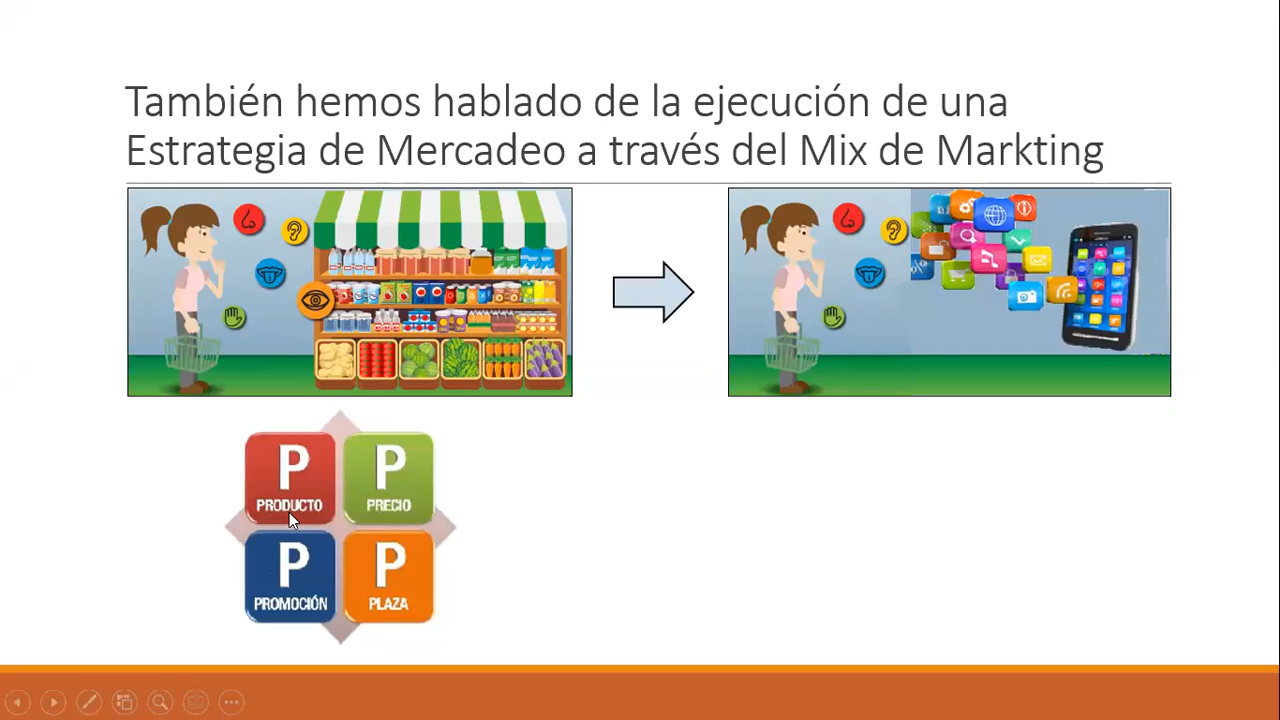 También hemos hablado de la ejecución de una
Estrategia de Mercadeo a través del Mix de Markting
P
PRODUCTO
P
PRECIO
P
PROMOCIÓN
P
PLAZA